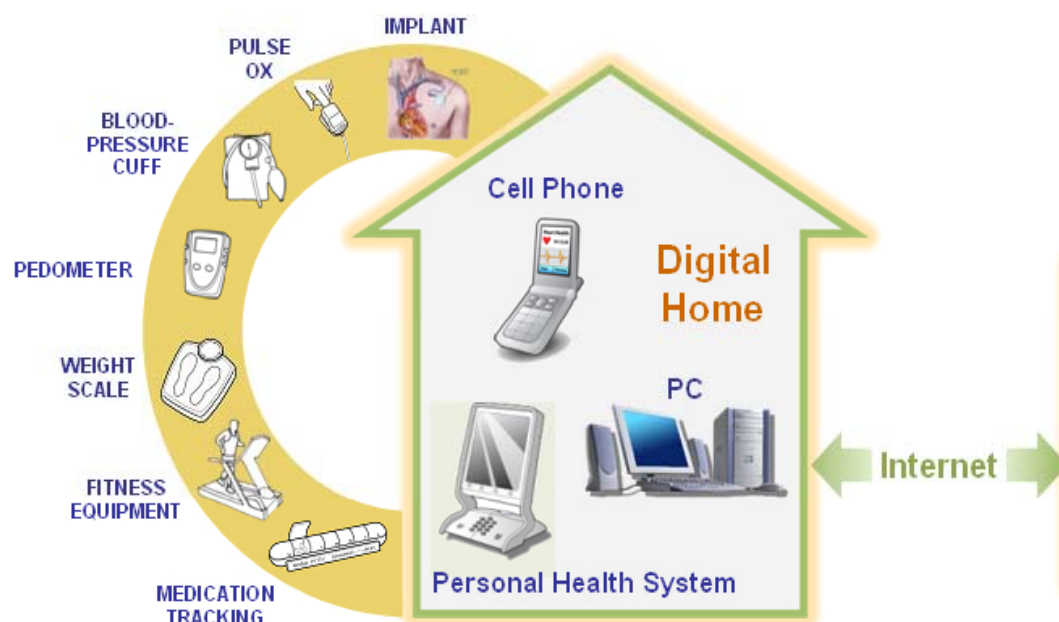 IMPLANT
PULSE
OX
BLOOD-
PRESSURE
CUFF
PEDOMETER
WEIGHT
SCALE
FITNESS
EQUIPMENT
MEDICATION
TRACKING
Cell Phone
Digital
Home
PC
Personal Health System
Internet